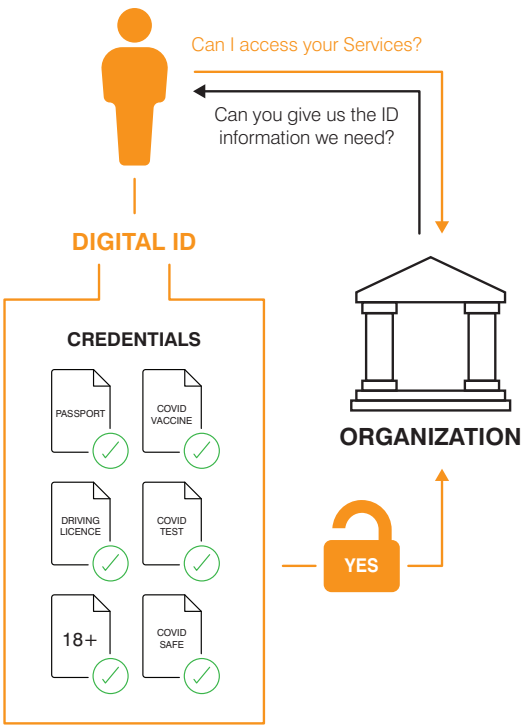 Can I access your Services?
Can you give us the ID
information we need?
DIGITAL ID
CREDENTIALS
PASSPORT
COVID
VACCINE
DRIVING
LICENCE
COVID
TEST
18+
COVID
SAFE
ORGANIZATION
YES